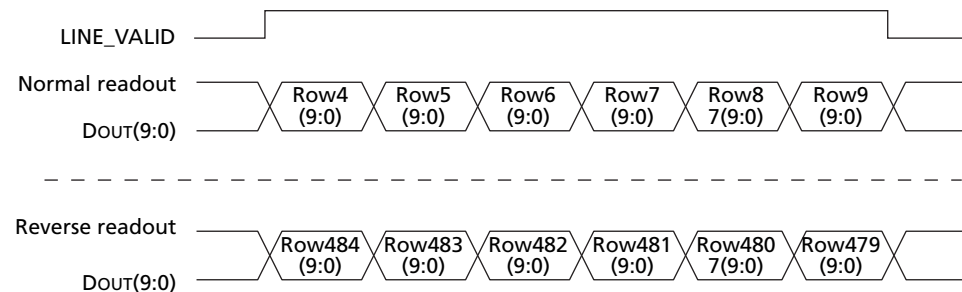 LINE_VALID
Normal readout
Row4 Row5 Row6 Row7 Row8 Row9
(9:0) (9:0) (9:0) (9:0) 7(9:0) (9:0)
DOUT(9:0)
Reverse readout
Row484 Row483 Row482 Row481 Row480 Row479
(9:0) (9:0) (9:0) (9:0) 7(9:0) (9:0)
DOUT(9:0)